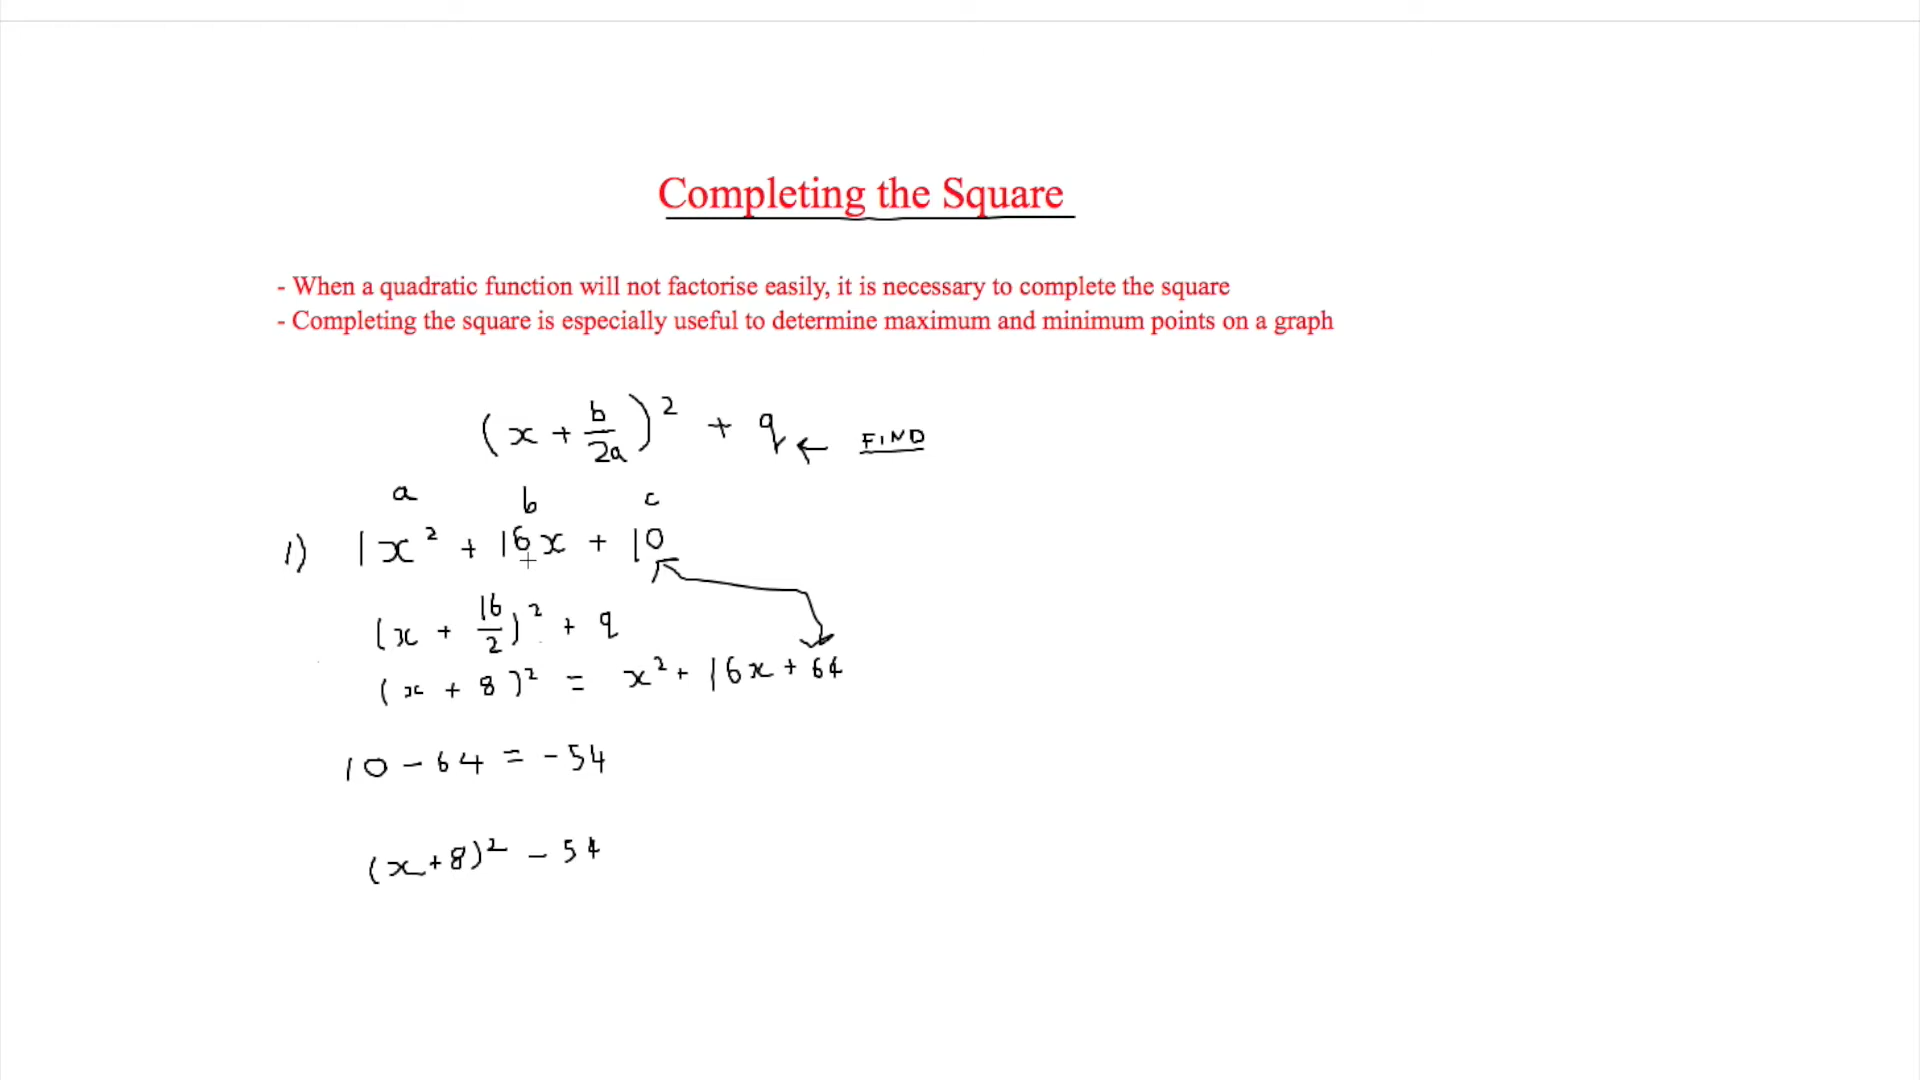 Completing the Square
- When a quadratic function will not factorise easily, it is necessary to complete the square
- Completing the square is especially useful to determine maximum and minimum points on a graph
(x + b/2a)² + q ← FIND
a b c
1) 1x² + 16x + 10
(x + 16/2)² + q
(x + 8)² = x² + 16x + 64
10 - 64 = -54
(x+8)² - 54